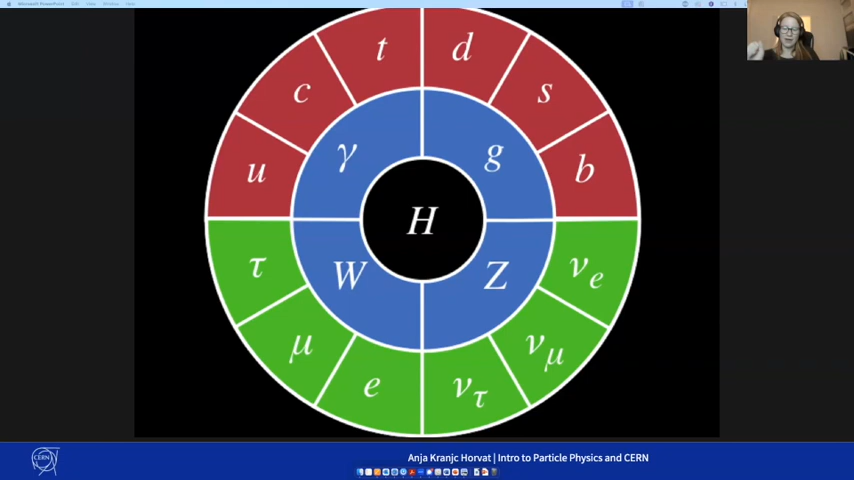 t d
c s
u γ g b
H
τ W Z νe
μ νμ
e ντ
CERN
Anja Kranjc Horvat | Intro to Particle Physics and CERN